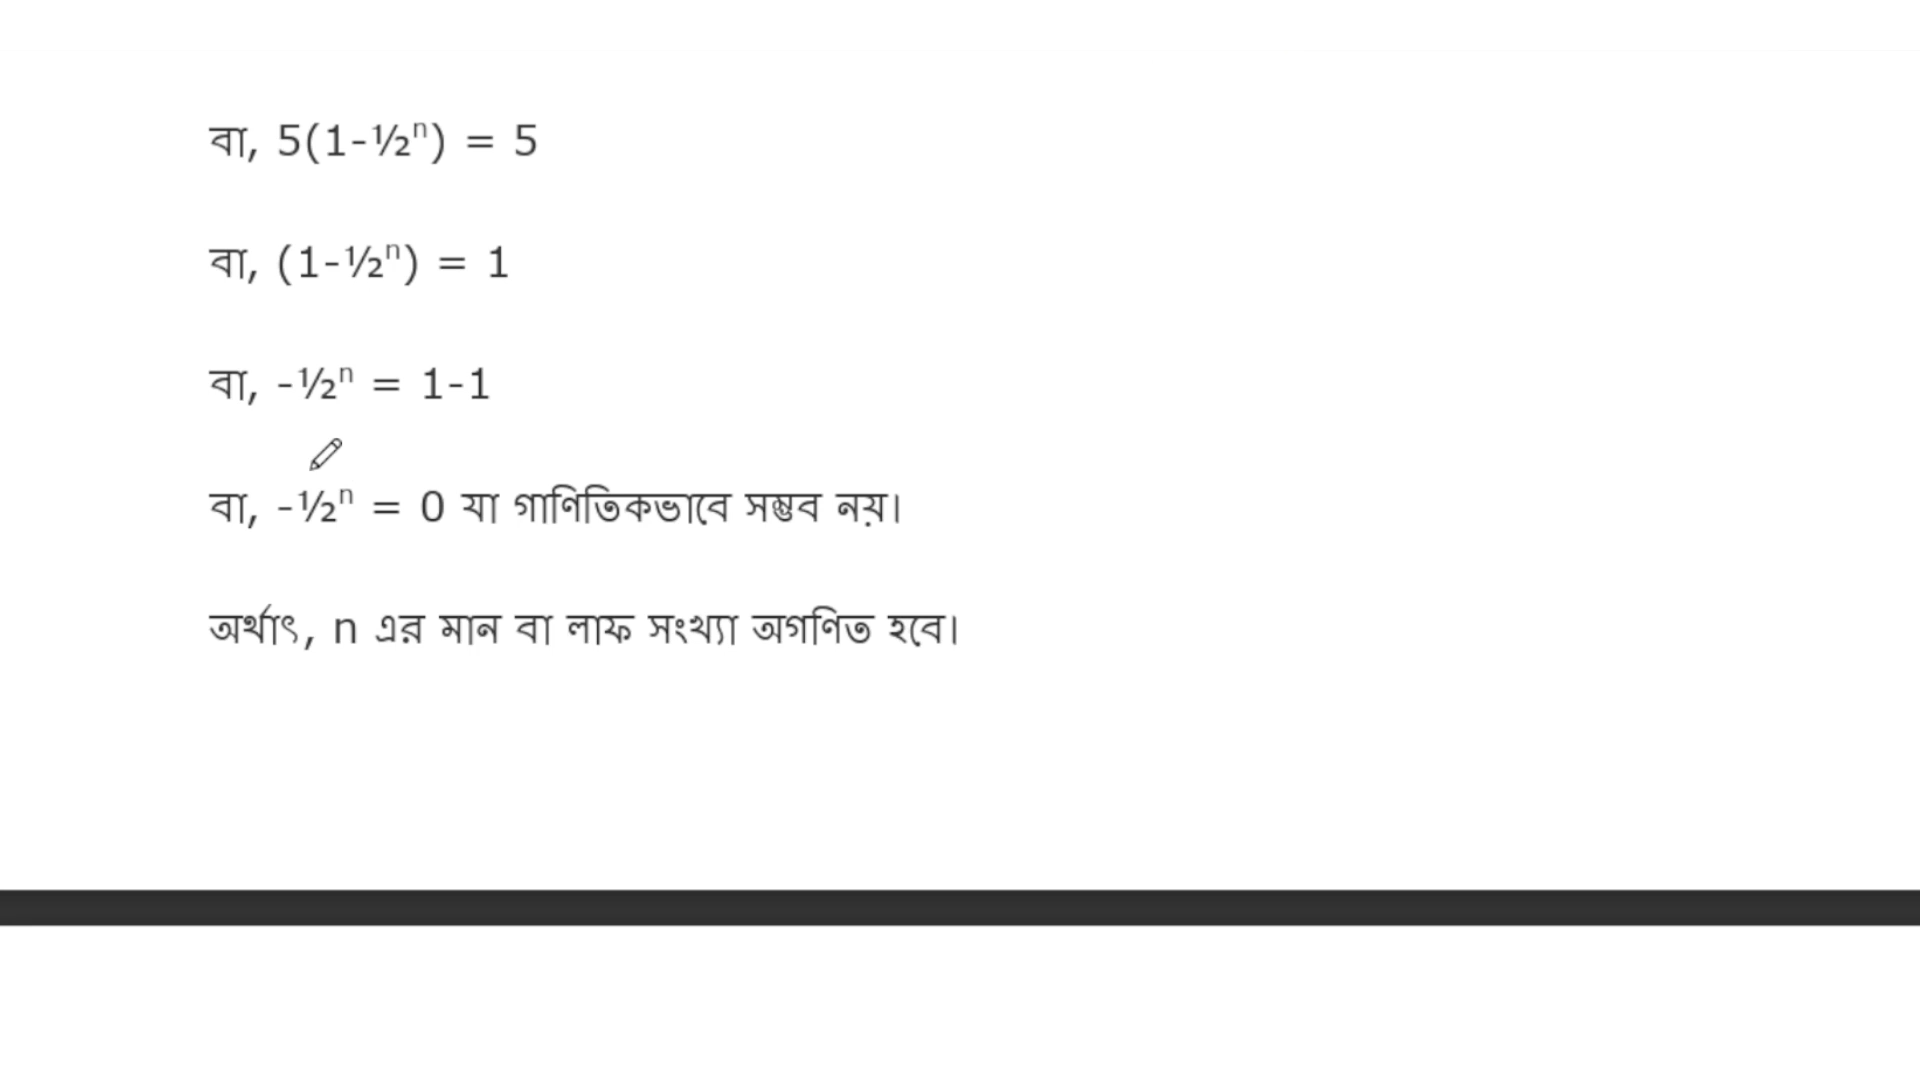 বা, 5(1-½ⁿ) = 5
বা, (1-½ⁿ) = 1
বা, -½ⁿ = 1-1
বা, -½ⁿ = 0 যা গাণিতিকভাবে সম্ভব নয়।
অর্থাৎ, n এর মান বা লাফ সংখ্যা অগণিত হবে।